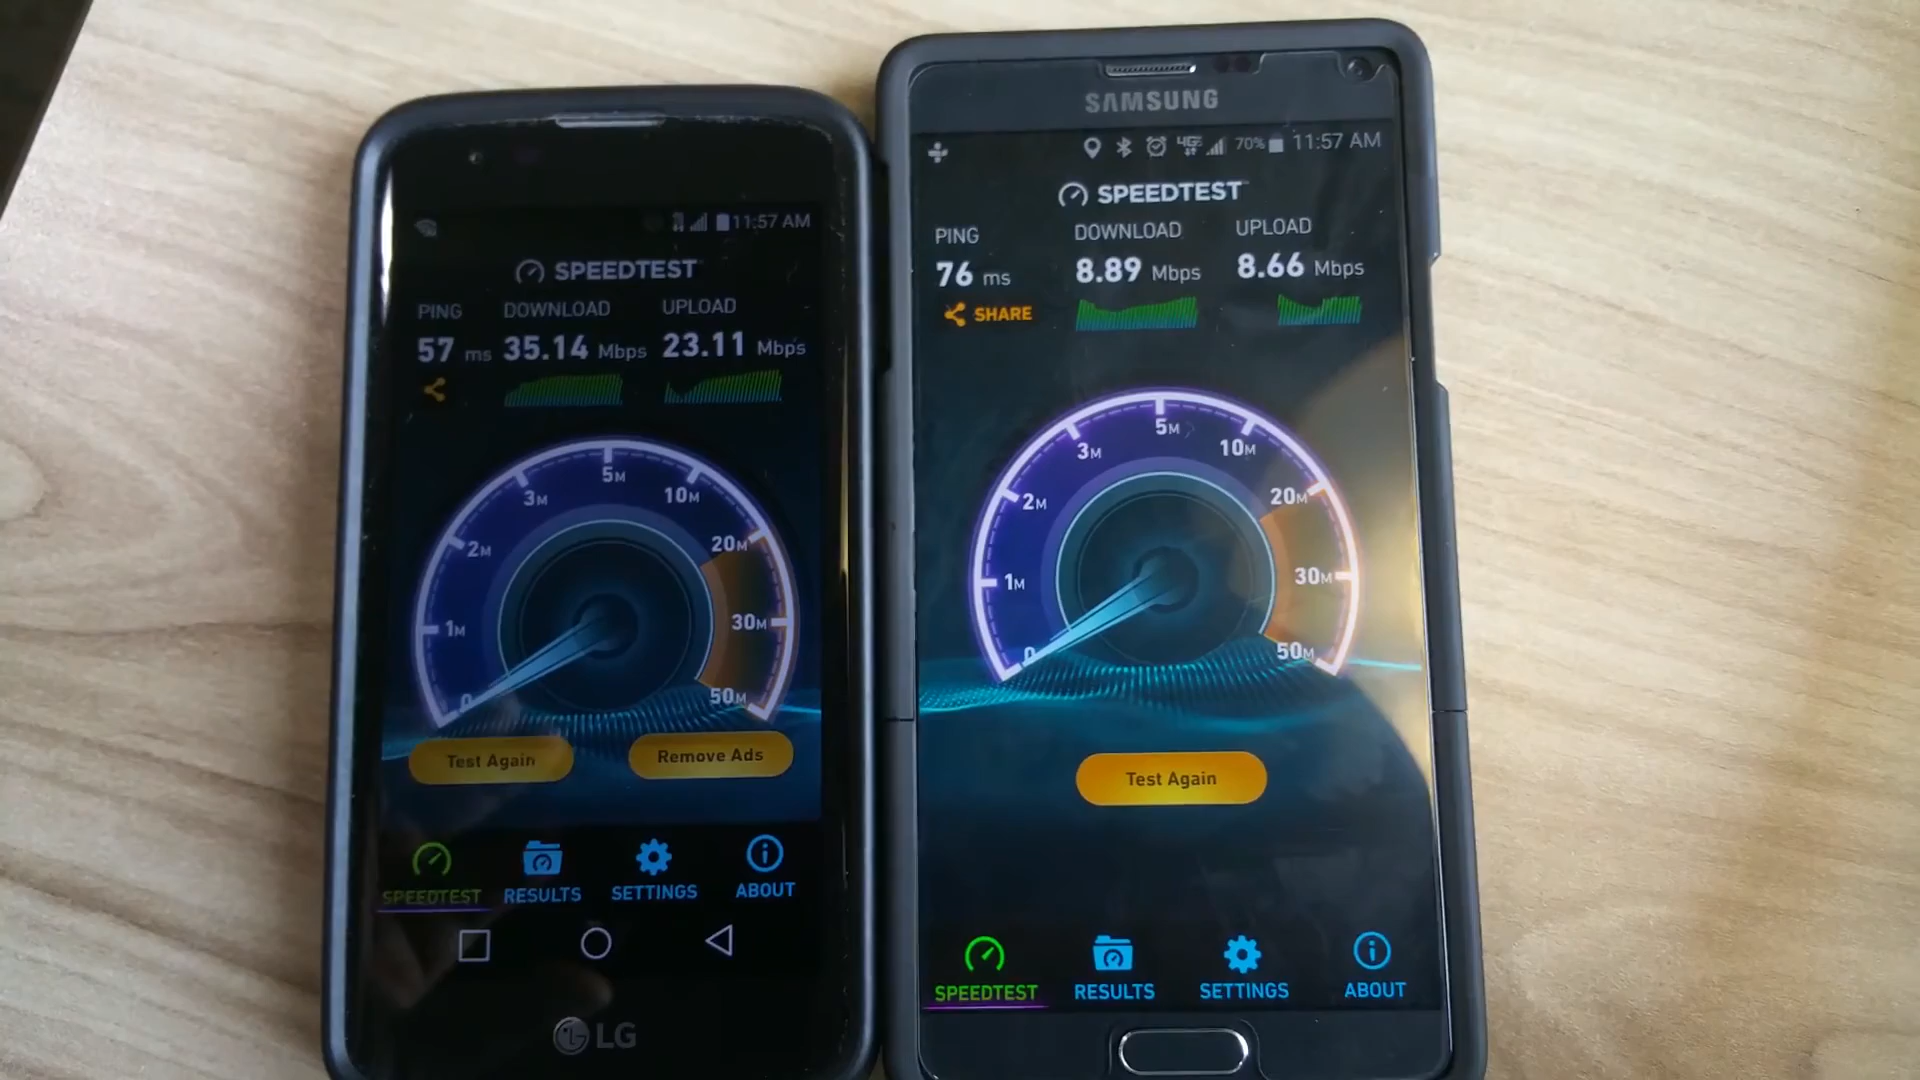 11:57 AM
SPEEDTEST
PING DOWNLOAD UPLOAD
57 ms 35.14 Mbps 23.11 Mbps
5M
3M 10M
2M 20M
1M 30M
0 50M
Test Again Remove Ads
SPEEDTEST RESULTS SETTINGS ABOUT
LG
SAMSUNG
4G 70% 11:57 AM
SPEEDTEST
PING DOWNLOAD UPLOAD
76 ms 8.89 Mbps 8.66 Mbps
SHARE
5M
3M 10M
2M 20M
1M 30M
0 50M
Test Again
SPEEDTEST RESULTS SETTINGS ABOUT